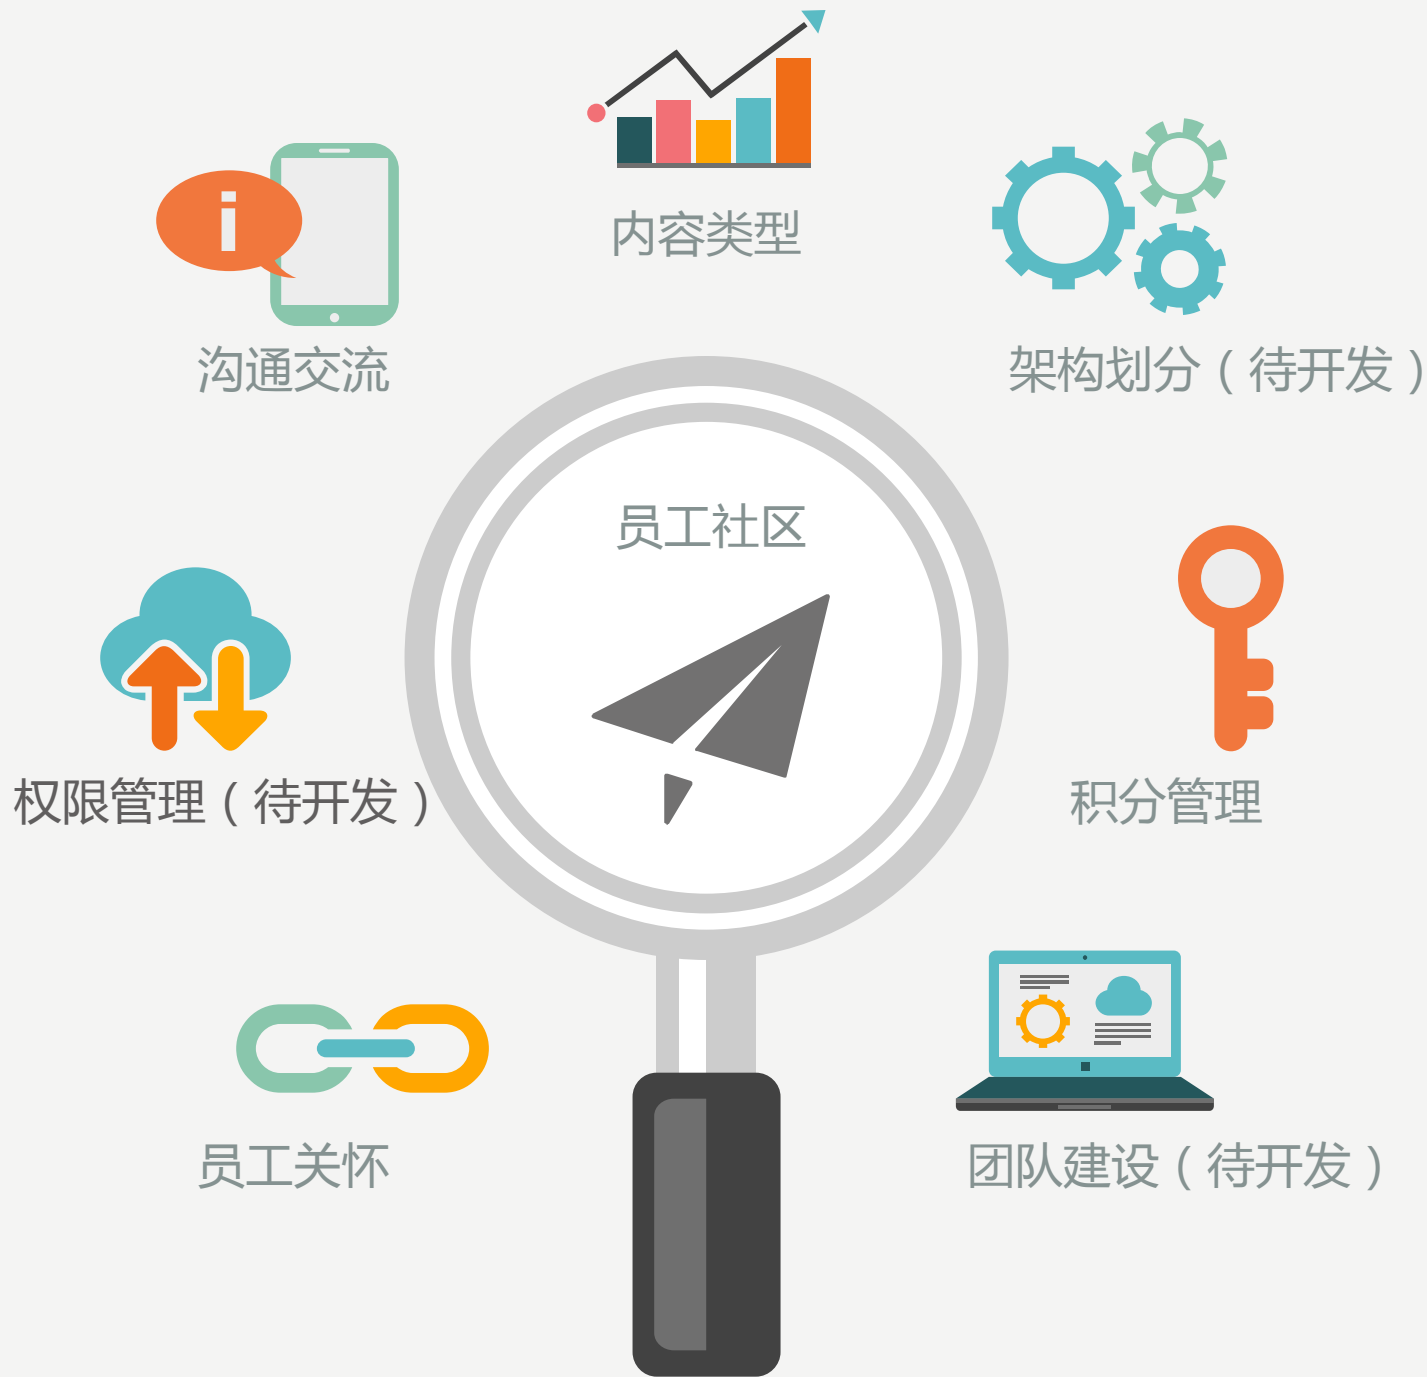 内容类型
沟通交流
架构划分（待开发）
员工社区
权限管理（待开发）
积分管理
员工关怀
团队建设（待开发）